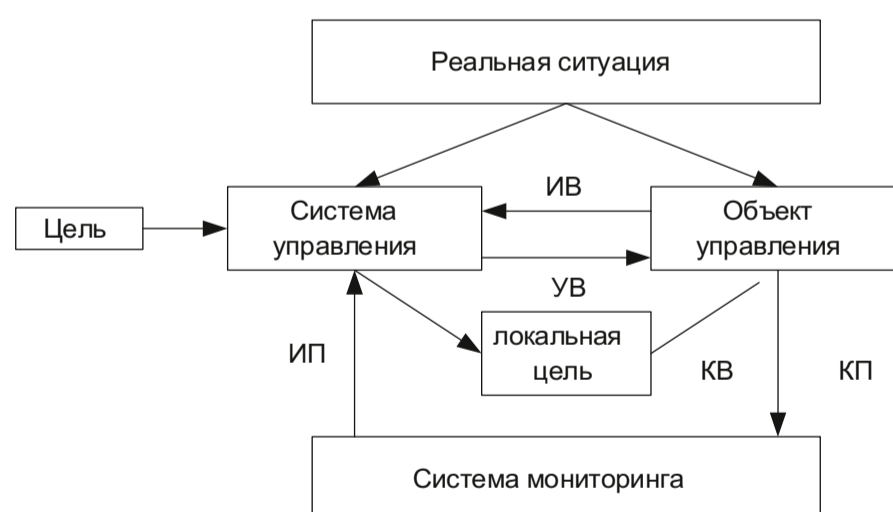 Реальная ситуация
ИВ
Цель
Система
управления
Объект
управления
УВ
ИП
локальная
цель
КВ
КП
Система мониторинга